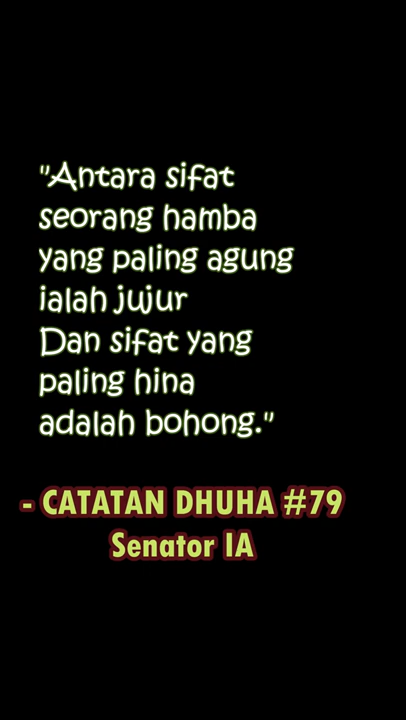 "Antara sifat
seorang hamba
yang paling agung
ialah jujur
Dan sifat yang
paling hina
adalah bohong."
- CATATAN DHUHA #79
Senator IA